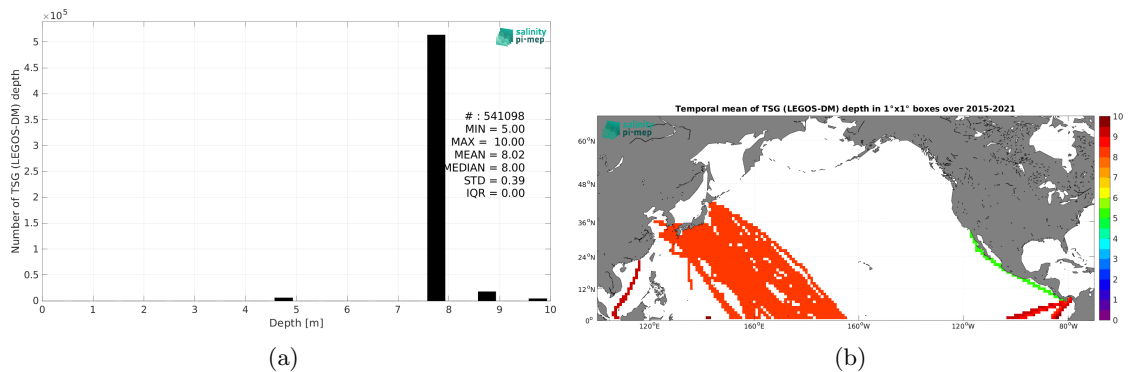 ×10^5
5
4.5
4
3.5
3
2.5
2
1.5
1
0.5
0
Number of TSG (LEGOS-DM) depth
salinity
pi-mep
# : 541098
MIN = 5.00
MAX = 10.00
MEAN = 8.02
MEDIAN = 8.00
STD = 0.39
IQR = 0.00
0 1 2 3 4 5 6 7 8 9 10
Depth [m]
(a)
Temporal mean of TSG (LEGOS-DM) depth in 1°x1° boxes over 2015-2021
salinity
pi-mep
60°N
48°N
36°N
24°N
12°N
0°
120°E 160°E 160°W 120°W 80°W
10
9
8
7
6
5
4
3
2
1
0
(b)